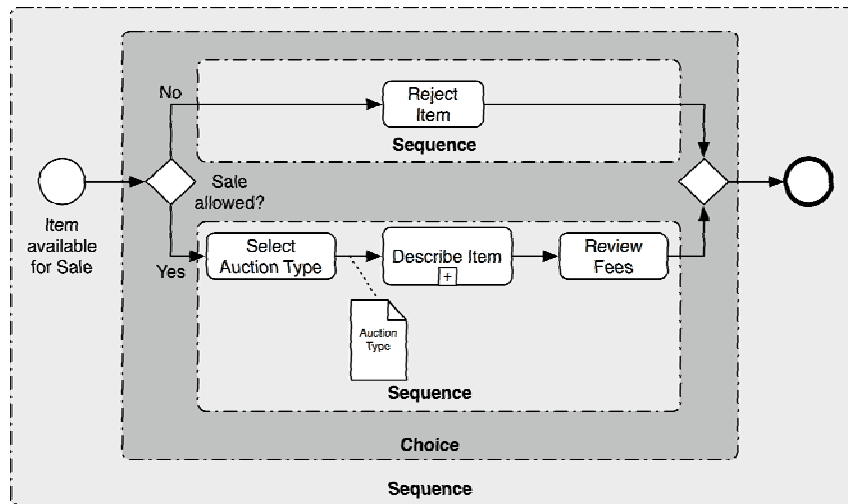 No
Reject
Item
Sequence
Item
available
for Sale
Sale
allowed?
Yes
Select
Auction Type
Describe Item
+
Review
Fees
Auction
Type
Sequence
Choice
Sequence